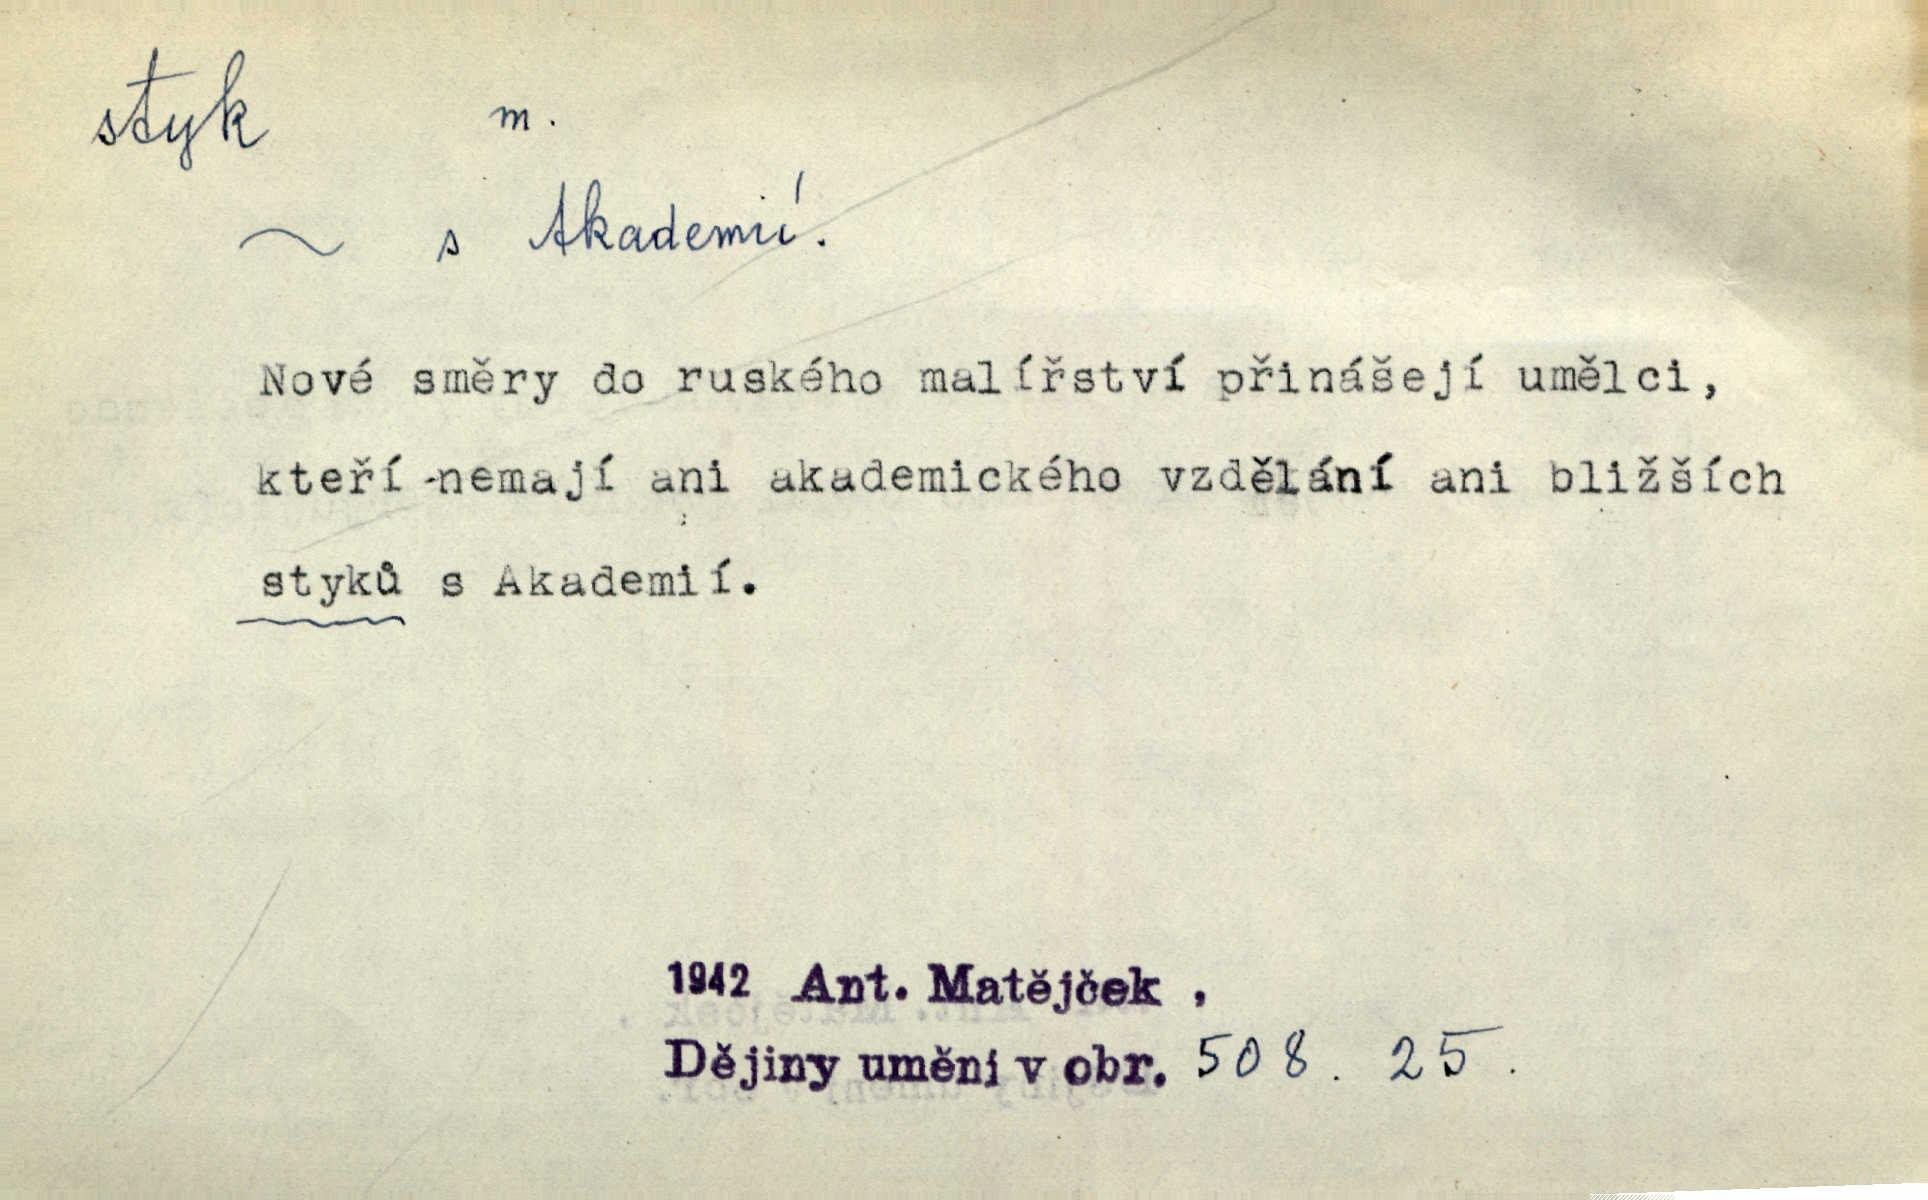 styk m.
~ s Akademií.
Nové směry do ruského malířství přinášejí umělci,
kteří nemají ani akademického vzdělání ani bližších
styků s Akademií.
1942 Ant. Matějček ,
Dějiny umění v obr. 508. 25.